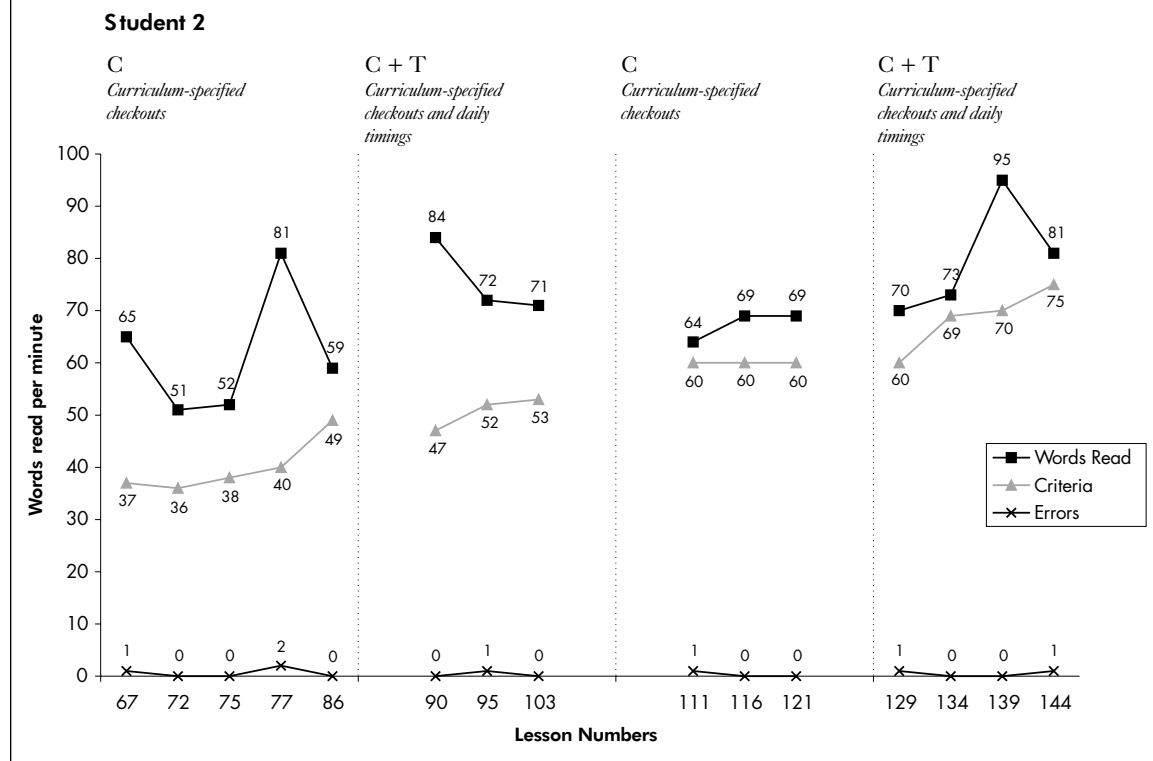 Student 2
C
Curriculum-specified
checkouts
C + T
Curriculum-specified
checkouts and daily
timings
C
Curriculum-specified
checkouts
C + T
Curriculum-specified
checkouts and daily
timings
Words read per minute
100
90
80
70
60
50
40
30
20
10
0
65 51 52 81 59
37 36 38 40 49
1 0 0 2 0
84 72 71
47 52 53
0 1 0
64 69 69
60 60 60
1 0 0
70 73 95 81
60 69 70 75
1 0 0 1
Words Read
Criteria
Errors
67 72 75 77 86 90 95 103 111 116 121 129 134 139 144
Lesson Numbers